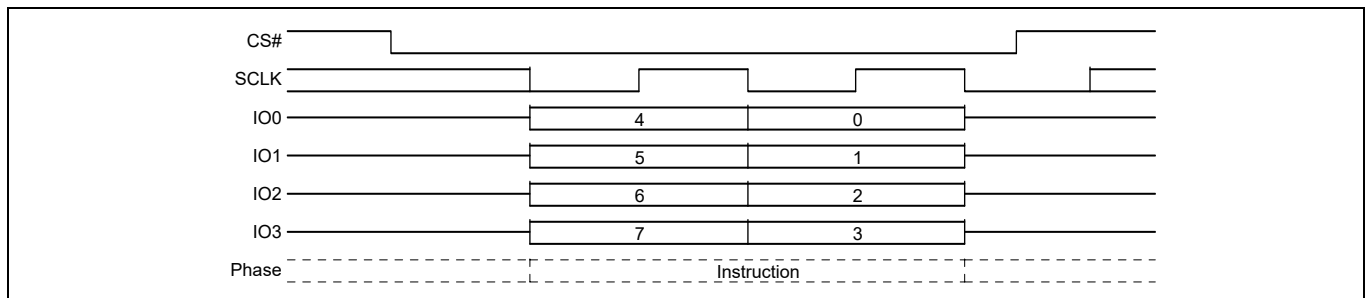 CS#
SCLK
IO0 4 0
IO1 5 1
IO2 6 2
IO3 7 3
Phase Instruction